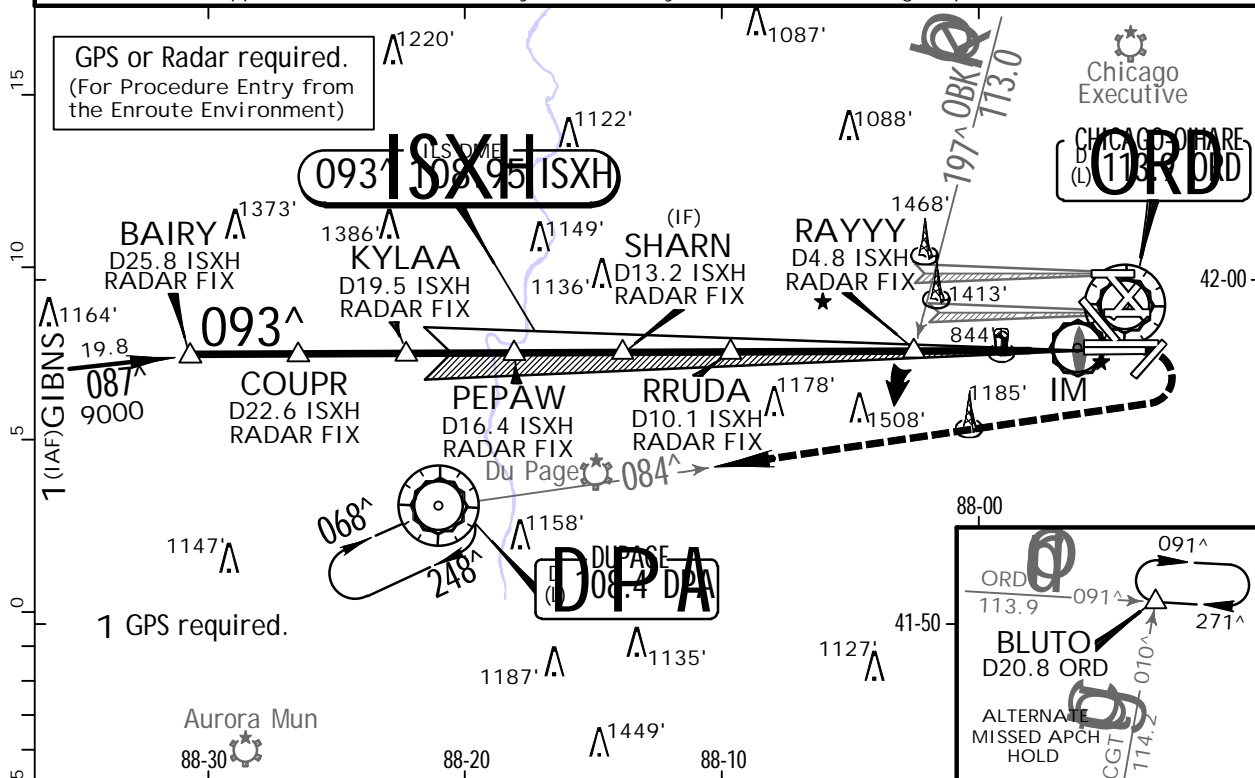 GPS or Radar required.
(For Procedure Entry from
the Enroute Environment)
1220'
1087'
1122'
1088'
197^ OBK
113.0
Chicago
Executive
ILS DME
093^ 108.95 ISXH
ISXH
CHICAGO-O'HARE
D
(L) 113.9 ORD
ORD
15
10
5
0
5
1373'
1386'
1149'
1136'
1468'
1413'
844'
1164'
42-00
BAIRY
D25.8 ISXH
RADAR FIX
KYLAA
D19.5 ISXH
RADAR FIX
(IF)
SHARN
D13.2 ISXH
RADAR FIX
RAYYY
D4.8 ISXH
RADAR FIX
093^
1(IAF)GIBNS
19.8
087^
9000
COUPR
D22.6 ISXH
RADAR FIX
PEPAW
D16.4 ISXH
RADAR FIX
RRUDA
D10.1 ISXH
RADAR FIX
1178'
1508'
1185'
IM
Du Page
084^
068^
248^
1158'
1147'
DUPAGE
D
(L) 108.4 DPA
DPA
1 GPS required.
88-00
41-50
1187'
1135'
1127'
1449'
Aurora Mun
88-30
88-20
88-10
ORD
113.9
091^
091^
271^
BLUTO
D20.8 ORD
010^
CGT
114.2
ALTERNATE
MISSED APCH
HOLD